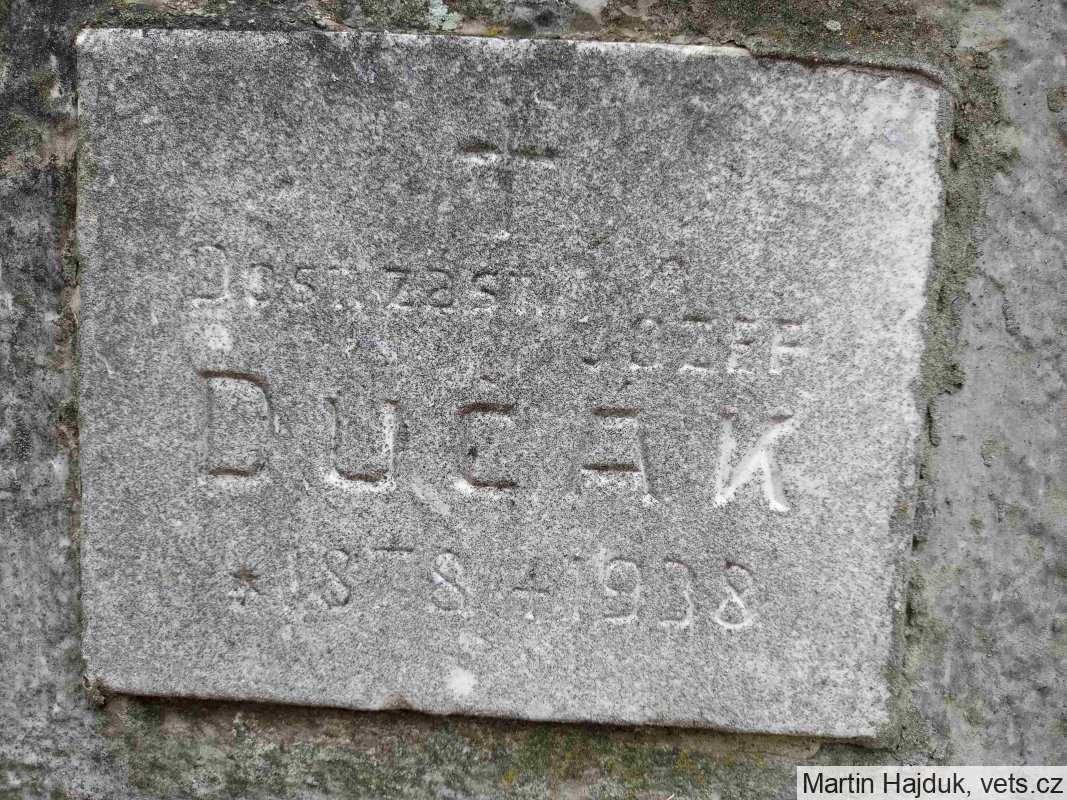 Dost. zast.
JOZEF
DUČAK
* 1878 + 1938
Martin Hajduk, vets.cz